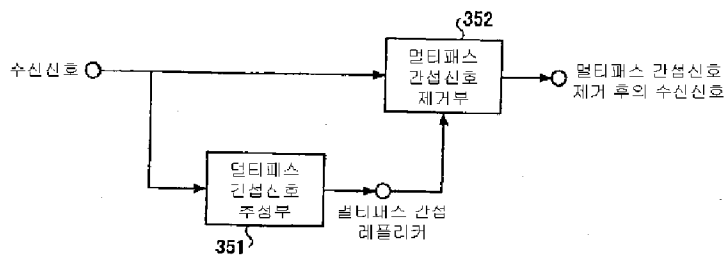 352
수신신호
멀티패스
간섭신호
제거부
멀티패스 간섭신호
제거 후의 수신신호
멀티패스
간섭신호
추정부
351
멀티패스 간섭
레플리커